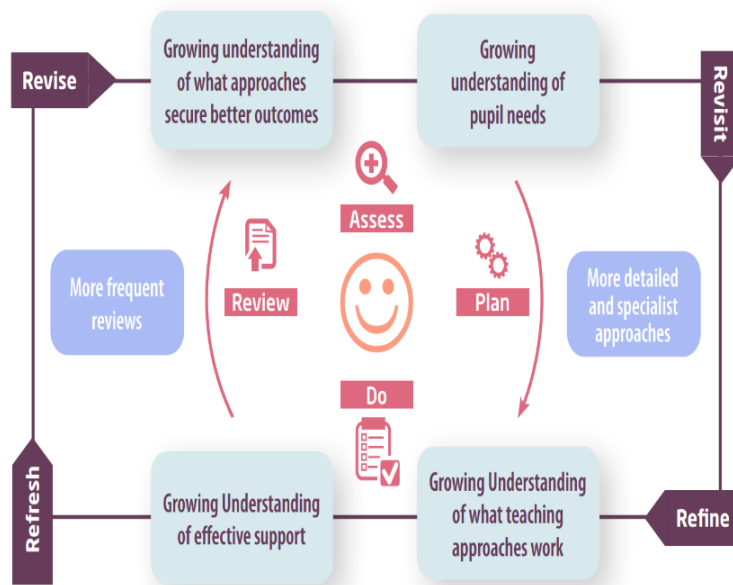 Revise
Growing understanding
of what approaches
secure better outcomes
Growing
understanding of
pupil needs
Revisit
Assess
More frequent
reviews
Review
Plan
More detailed
and specialist
approaches
Do
Refresh
Growing Understanding
of effective support
Growing Understanding
of what teaching
approaches work
Refine